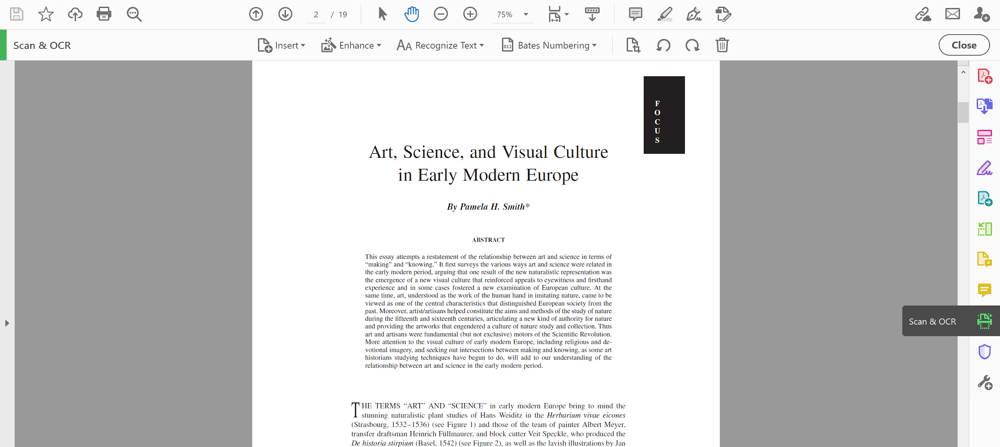 2 / 19
75%
Scan & OCR
Insert
Enhance
Recognize Text
012
Bates Numbering
Close
F
O
C
U
S
Art, Science, and Visual Culture
in Early Modern Europe
By Pamela H. Smith*
ABSTRACT
This essay attempts a restatement of the relationship between art and science in terms of
“making” and “knowing.” It first surveys the various ways art and science were related in
the early modern period, arguing that one result of the new naturalistic representation was
the emergence of a new visual culture that reinforced appeals to eyewitness and firsthand
experience and in some cases fostered a new examination of European culture. At the
same time, art, understood as the work of the human hand in imitating nature, came to be
viewed as one of the central characteristics that distinguished European society from the
past. Moreover, artist/artisans helped constitute the aims and methods of the study of nature
during the fifteenth and sixteenth centuries, articulating a new kind of authority for nature
and providing the artworks that engendered a culture of nature study and collection. Thus
art and artisans were fundamental (but not exclusive) motors of the Scientific Revolution.
More attention to the visual culture of early modern Europe, including religious and de-
votional imagery, and seeking out intersections between making and knowing, as some art
historians studying techniques have begun to do, will add to our understanding of the
relationship between art and science in the early modern period.
Scan & OCR
THE TERMS “ART” AND “SCIENCE” in early modern Europe bring to mind the
stunning naturalistic plant studies of Hans Weiditz in the Herbarium vivae eicones
(Strasbourg, 1532–1536) (see Figure 1) and those of the team of painter Albert Meyer,
transfer draftsman Heinrich Füllmaurer, and block cutter Veit Speckle, who produced the
De historia stirpium (Basel, 1542) (see Figure 2), as well as the lavish illustrations by Jan